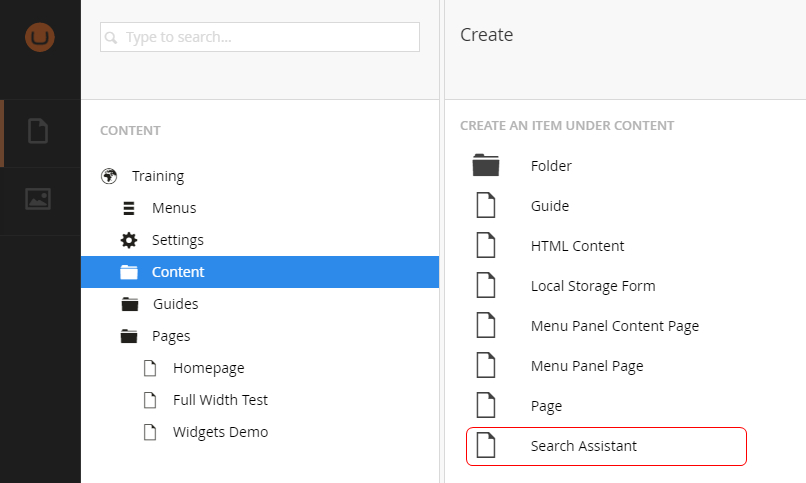 Type to search...
CONTENT
Training
Menus
Settings
Content
Guides
Pages
Homepage
Full Width Test
Widgets Demo
Create
CREATE AN ITEM UNDER CONTENT
Folder
Guide
HTML Content
Local Storage Form
Menu Panel Content Page
Menu Panel Page
Page
Search Assistant